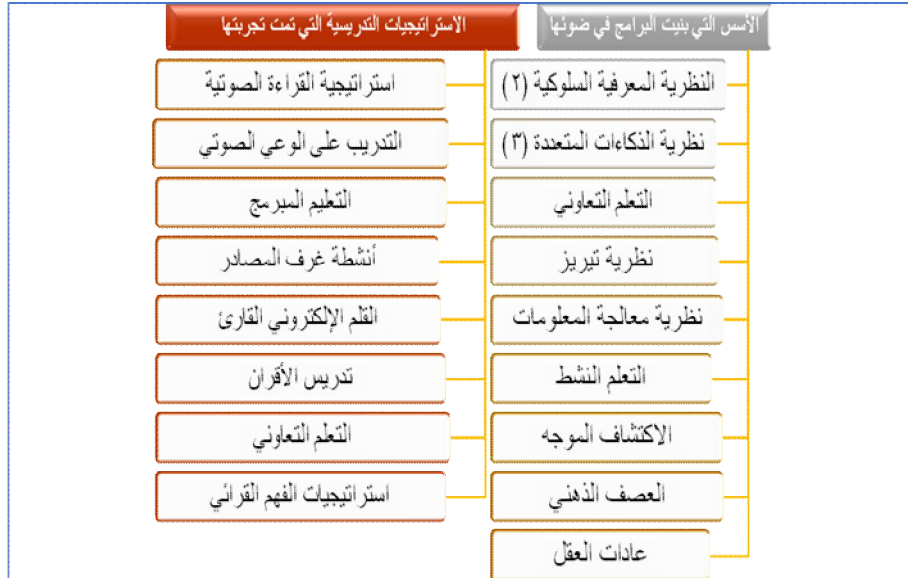 الأسس التي بنيت البرامج في ضوئها
النظرية المعرفية السلوكية (٢)
نظرية الذكاءات المتعددة (٣)
التعلم التعاوني
نظرية تيريز
نظرية معالجة المعلومات
التعلم النشط
الاكتشاف الموجه
العصف الذهني
عادات العقل
الاستراتيجيات التدريسية التي تمت تجربتها
استراتيجية القراءة الصوتية
التدريب على الوعي الصوتي
التعليم المبرمج
أنشطة غرف المصادر
القلم الإلكتروني القارئ
تدريس الأقران
التعلم التعاوني
استراتيجيات الفهم القرائي